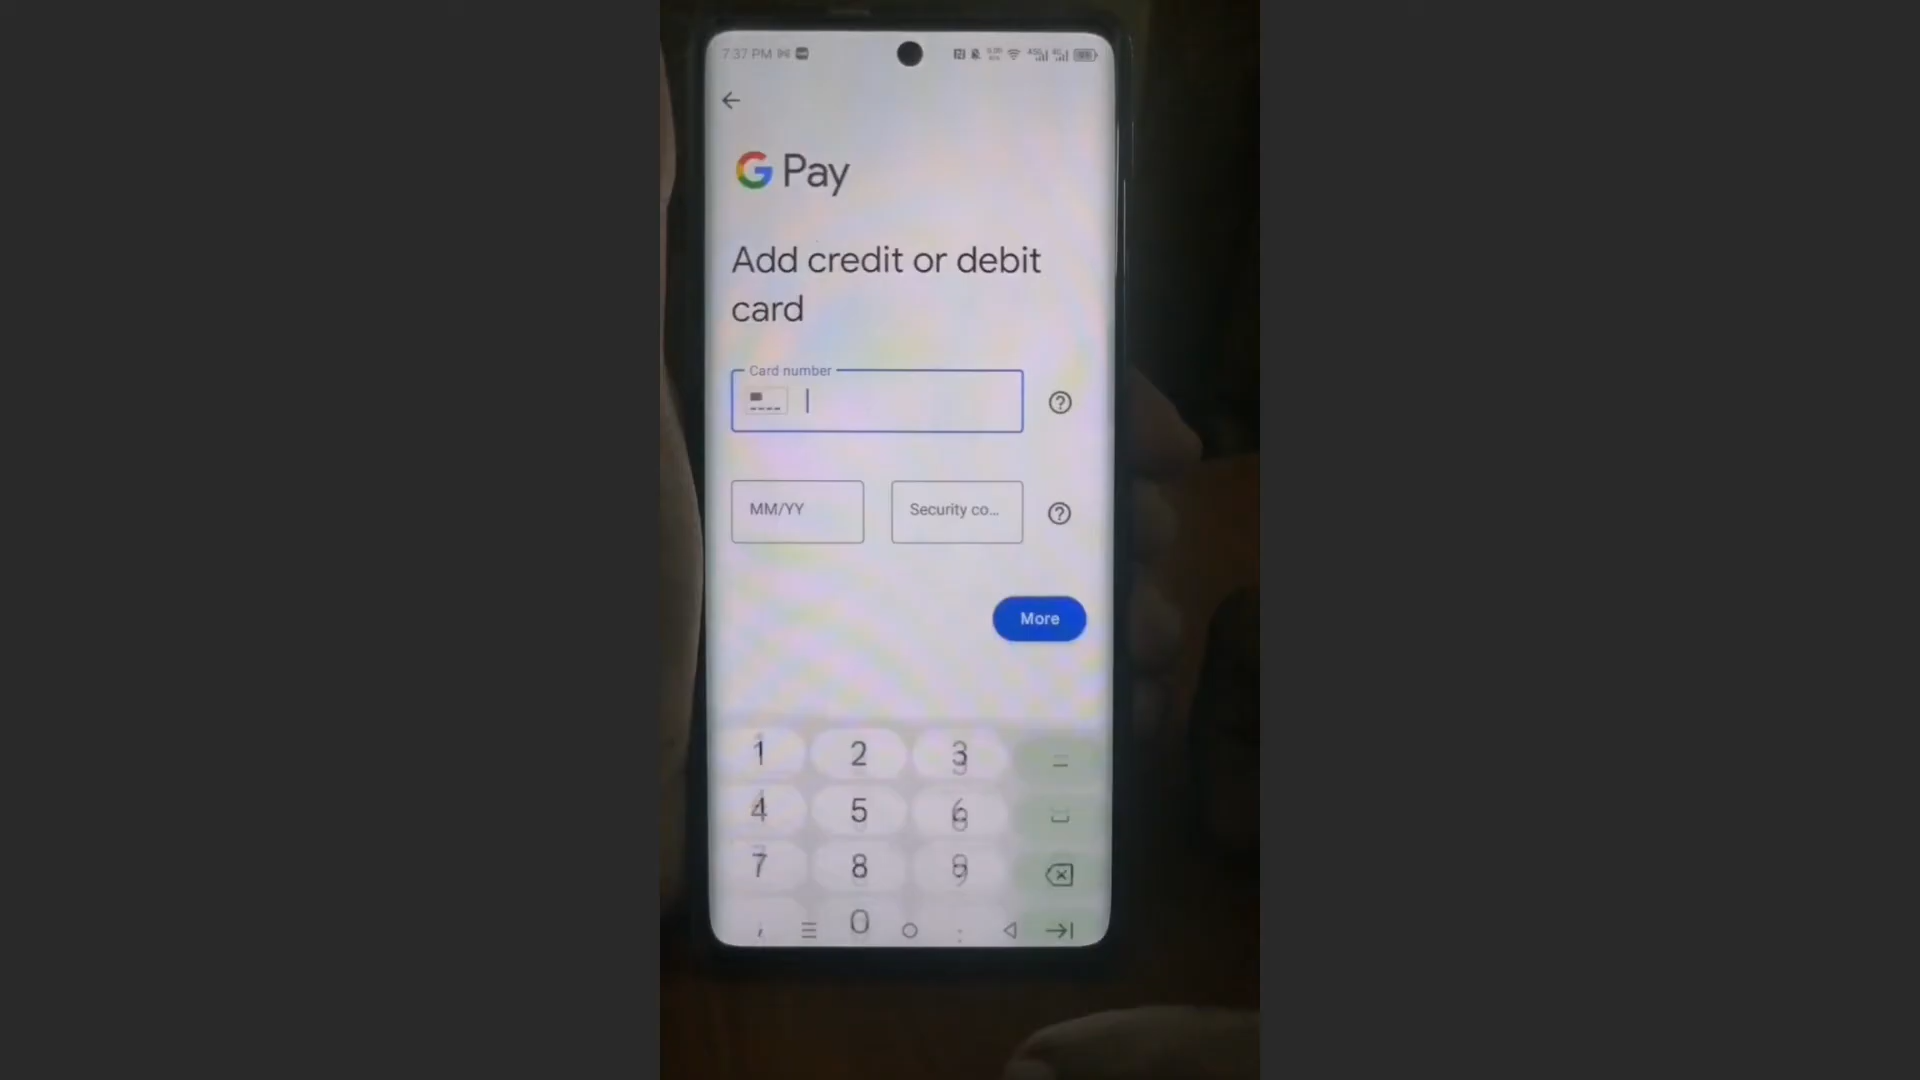 7:37 PM
G Pay
Add credit or debit
card
Card number
MM/YY
Security co...
More
1 2 3 =
4 5 6
7 8 9
, 0 .